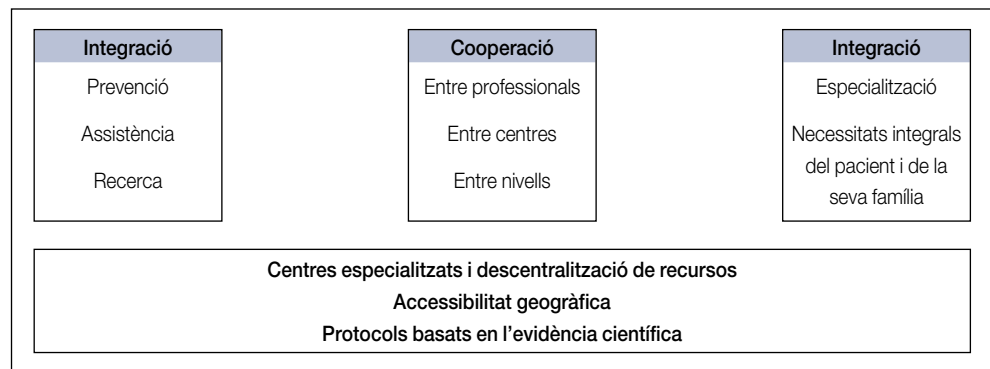 Integració
Prevenció
Assistència
Recerca
Cooperació
Entre professionals
Entre centres
Entre nivells
Integració
Especialització
Necessitats integrals
del pacient i de la
seva família
Centres especialitzats i descentralització de recursos
Accessibilitat geogràfica
Protocols basats en l’evidència científica